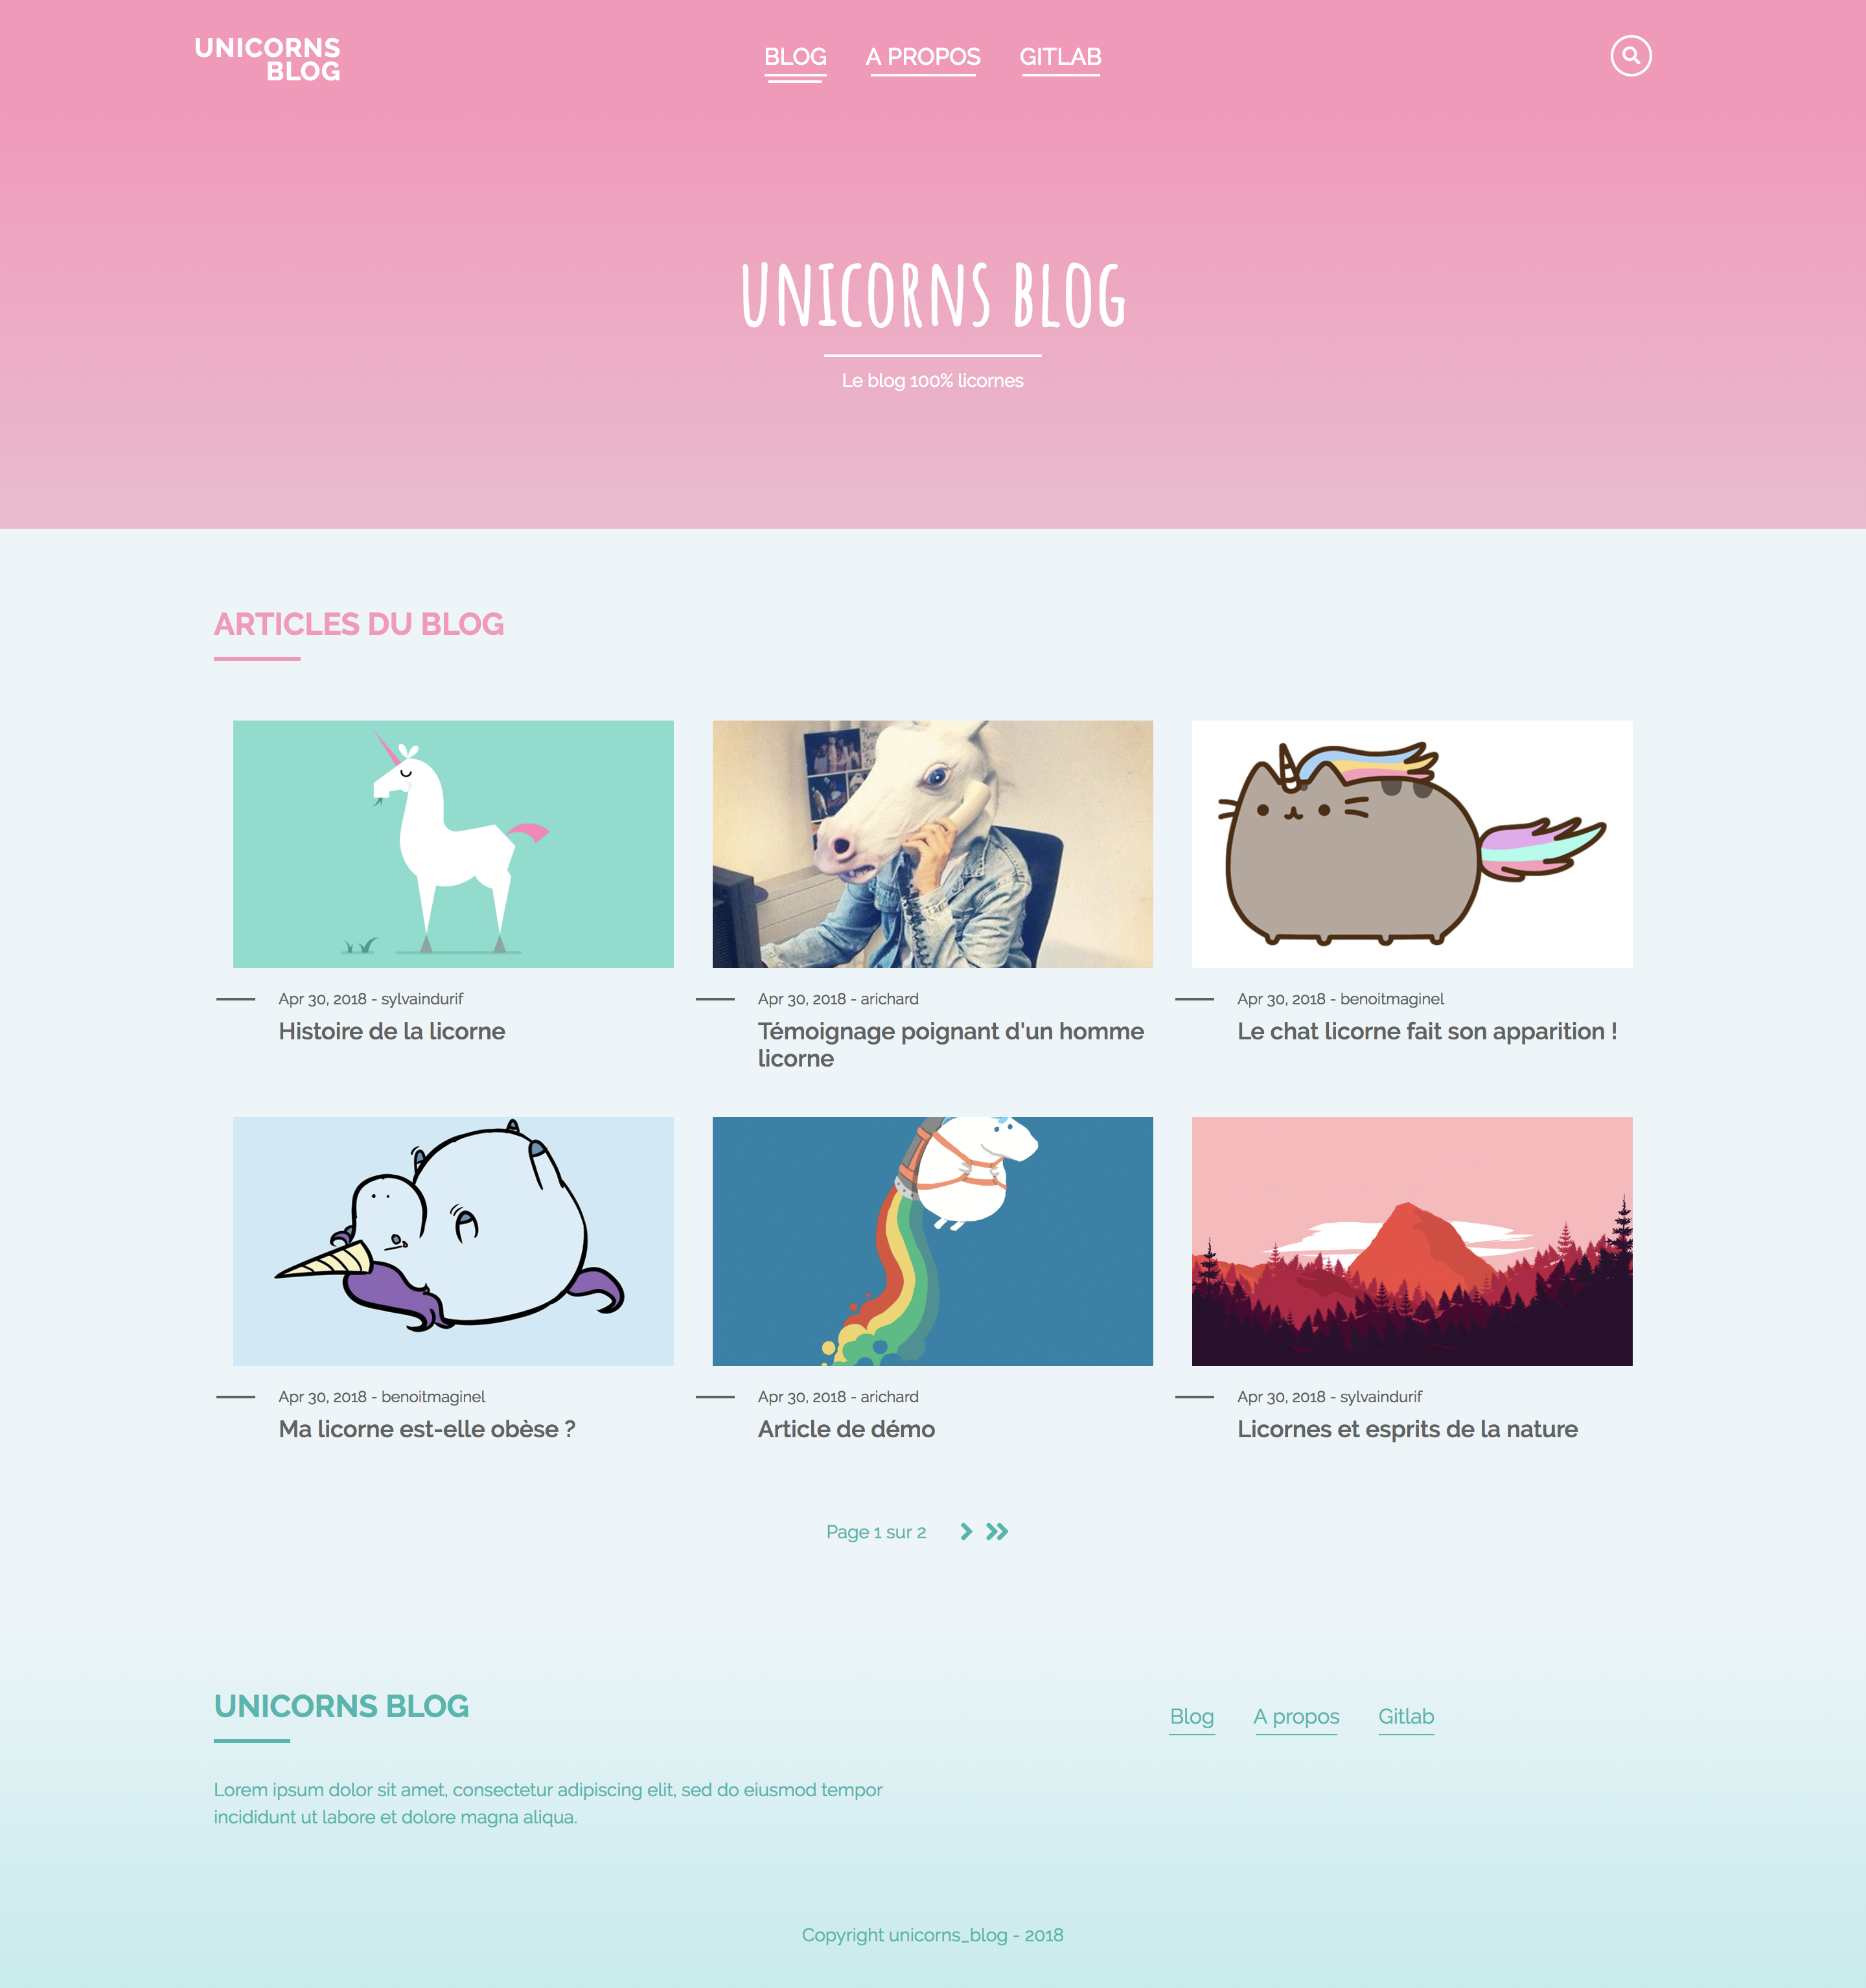 UNICORNS
BLOG
BLOG
A PROPOS
GITLAB
UNICORNS BLOG
Le blog 100% licornes
ARTICLES DU BLOG
Apr 30, 2018 - sylvaindurif
Histoire de la licorne
Apr 30, 2018 - arichard
Témoignage poignant d'un homme
licorne
Apr 30, 2018 - benoitmaginel
Le chat licorne fait son apparition !
Apr 30, 2018 - benoitmaginel
Ma licorne est-elle obèse ?
Apr 30, 2018 - arichard
Article de démo
Apr 30, 2018 - sylvaindurif
Licornes et esprits de la nature
Page 1 sur 2
UNICORNS BLOG
Lorem ipsum dolor sit amet, consectetur adipiscing elit, sed do eiusmod tempor
incididunt ut labore et dolore magna aliqua.
Blog
A propos
Gitlab
Copyright unicorns_blog - 2018